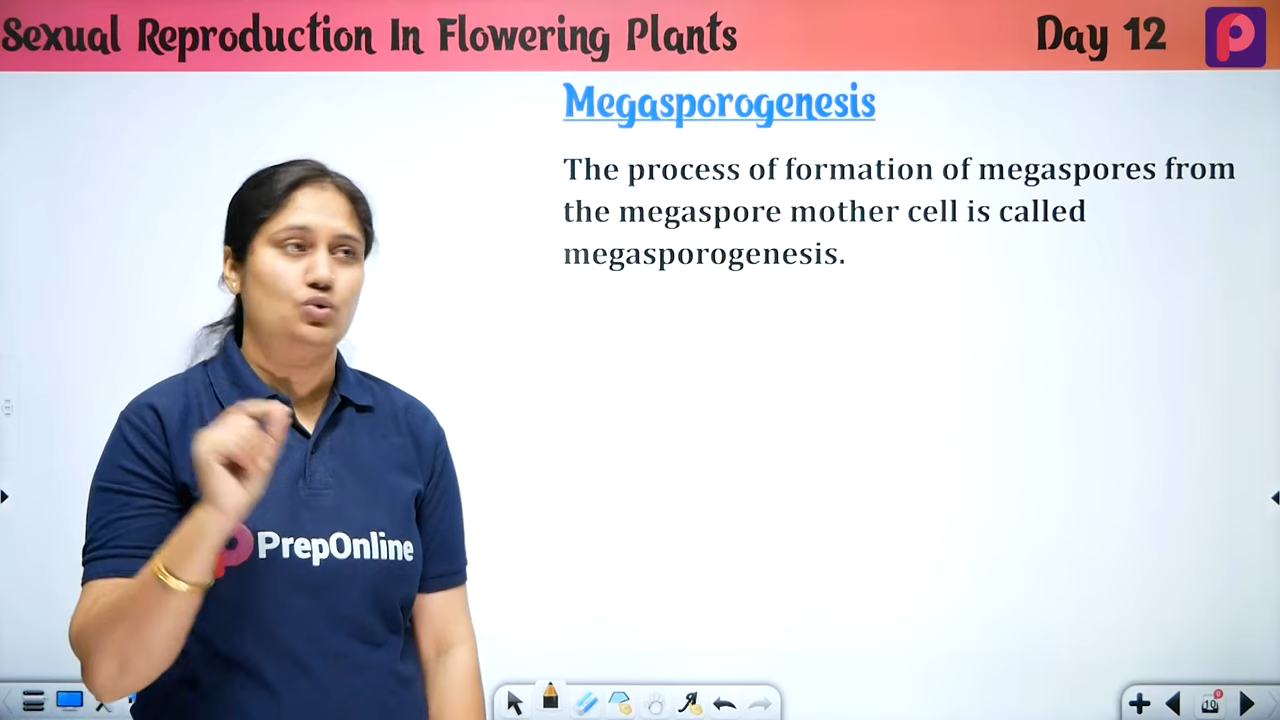 Sexual Reproduction In Flowering Plants
Day 12
Megasporogenesis
The process of formation of megaspores from
the megaspore mother cell is called
megasporogenesis.
PrepOnline
10